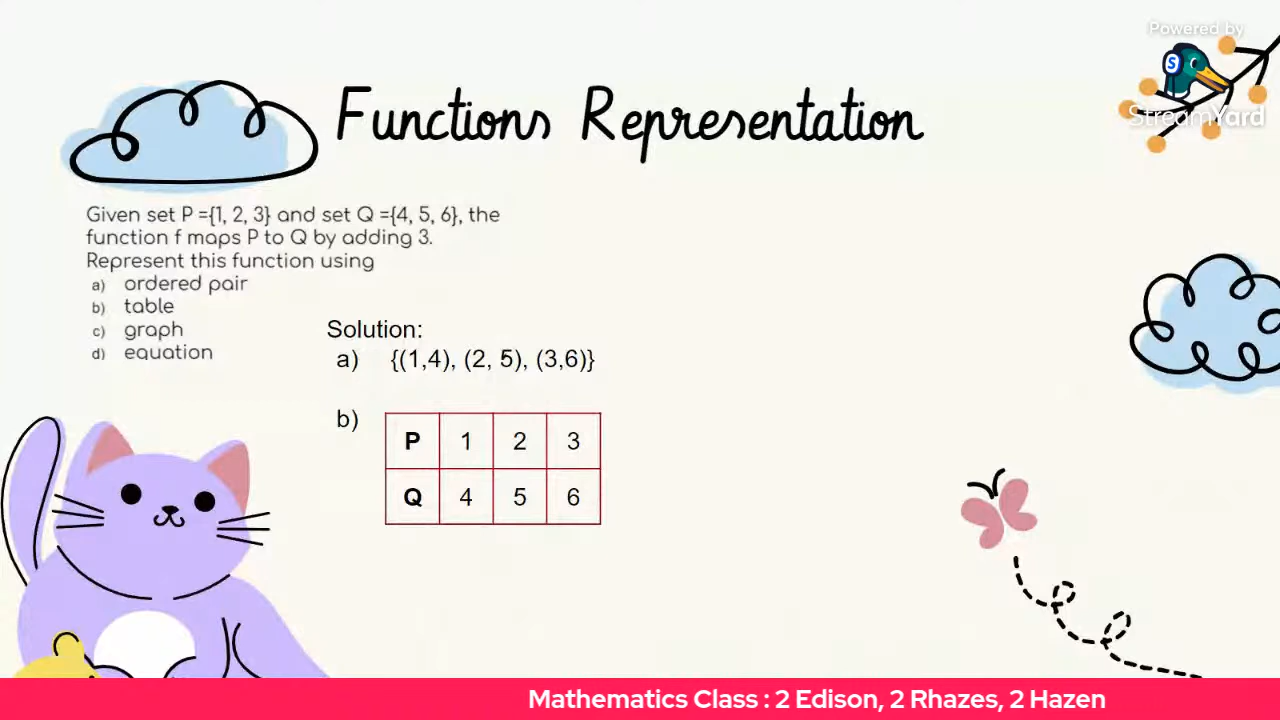 Powered by
StreamYard
Functions Representation
Given set P ={1, 2, 3} and set Q ={4, 5, 6}, the
function f maps P to Q by adding 3.
Represent this function using
a) ordered pair
b) table
c) graph
d) equation
Solution:
a) {(1,4), (2, 5), (3,6)}
b)
P 1 2 3
Q 4 5 6
Mathematics Class : 2 Edison, 2 Rhazes, 2 Hazen